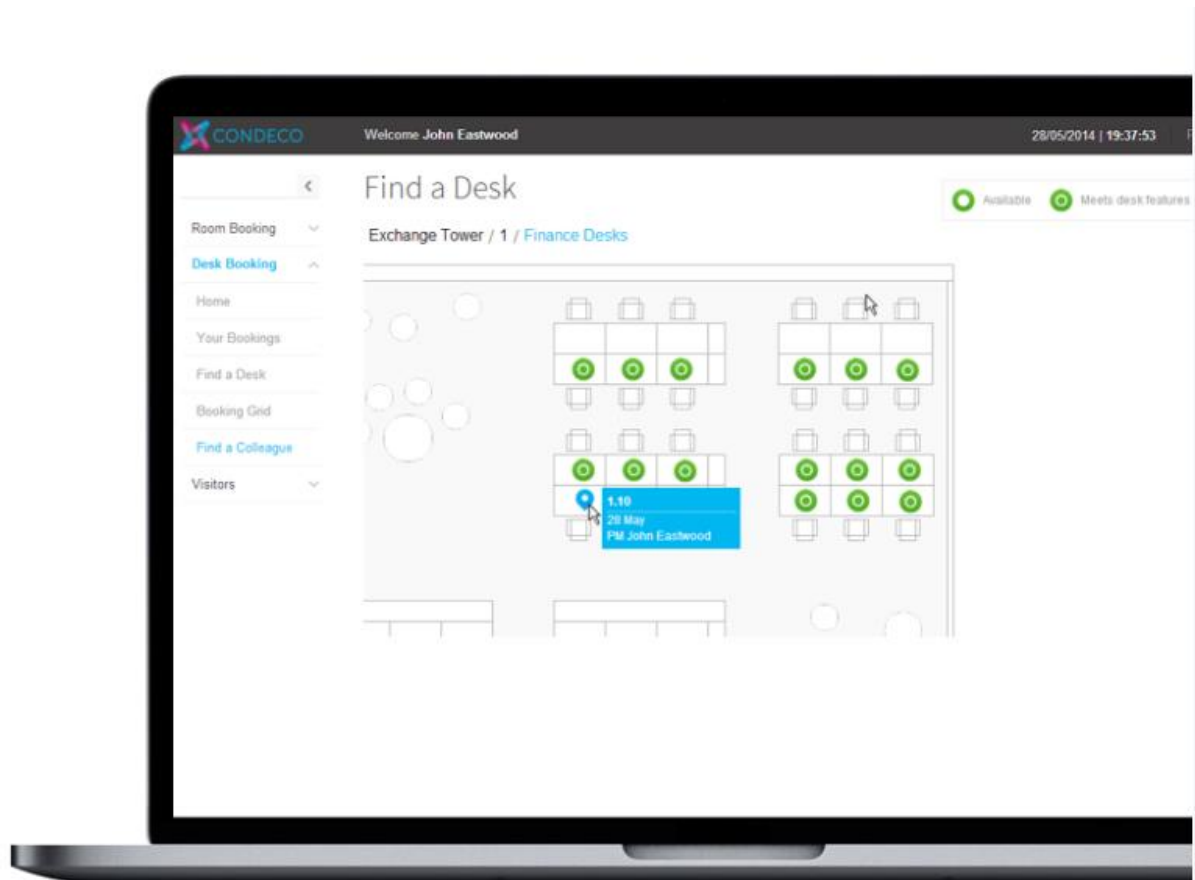 CONDECO
Welcome John Eastwood
28/05/2014 | 19:37:53
Find a Desk
Available
Meets desk features
Exchange Tower / 1 / Finance Desks
Room Booking
Desk Booking
Home
Your Bookings
Find a Desk
Booking Grid
Find a Colleague
Visitors
1.10
28 May
PM John Eastwood